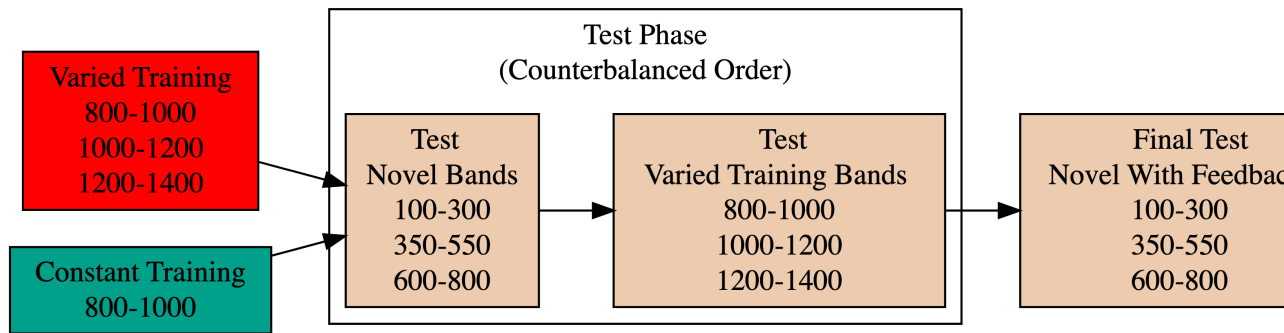 Varied Training
800-1000
1000-1200
1200-1400
Constant Training
800-1000
Test Phase
(Counterbalanced Order)
Test
Novel Bands
100-300
350-550
600-800
Test
Varied Training Bands
800-1000
1000-1200
1200-1400
Final Test
Novel With Feedbac
100-300
350-550
600-800